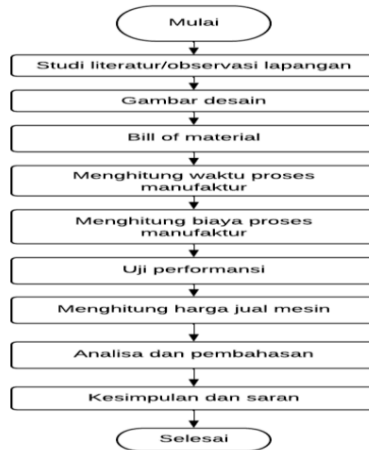 Mulai
Studi literatur/observasi lapangan
Gambar desain
Bill of material
Menghitung waktu proses
manufaktur
Menghitung biaya proses
manufaktur
Uji performansi
Menghitung harga jual mesin
Analisa dan pembahasan
Kesimpulan dan saran
Selesai